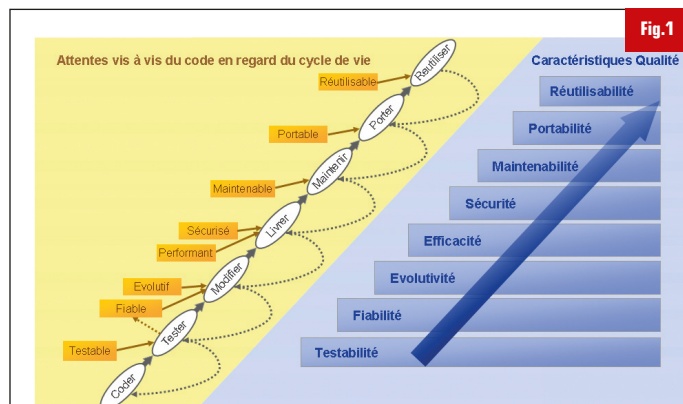 Fig.1
Attentes vis à vis du code en regard du cycle de vie
Réutilisable
Portable
Maintenable
Sécurisé
Performant
Evolutif
Fiable
Testable
Réutiliser
Porter
Maintenir
Livrer
Modifier
Tester
Coder
Caractéristiques Qualité
Réutilisabilité
Portabilité
Maintenabilité
Sécurité
Efficacité
Evolutivité
Fiabilité
Testabilité